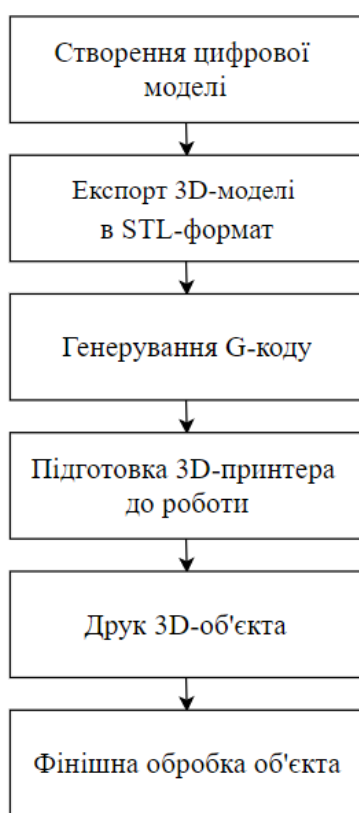 Створення цифрової
моделі
Експорт 3D-моделі
в STL-формат
Генерування G-коду
Підготовка 3D-принтера
до роботи
Друк 3D-об'єкта
Фінішна обробка об'єкта